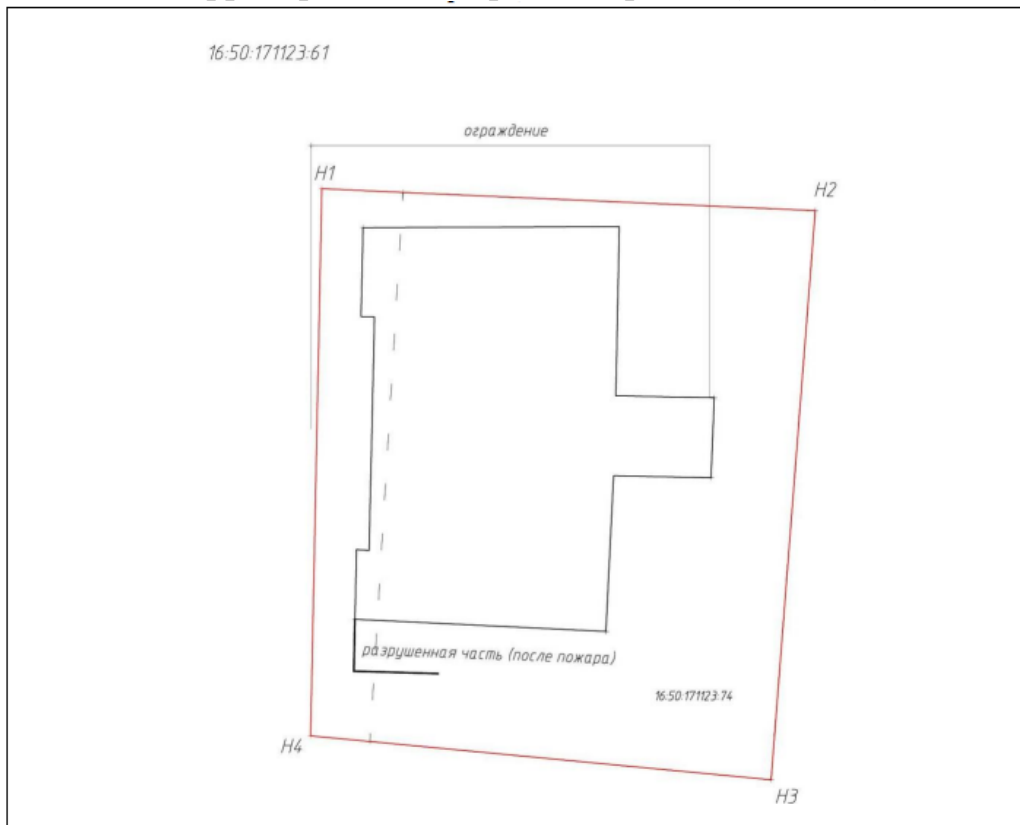 16:50:171123:61
ограждение
Н1
Н2
разрушенная часть (после пожара)
16:50:171123:74
Н4
Н3